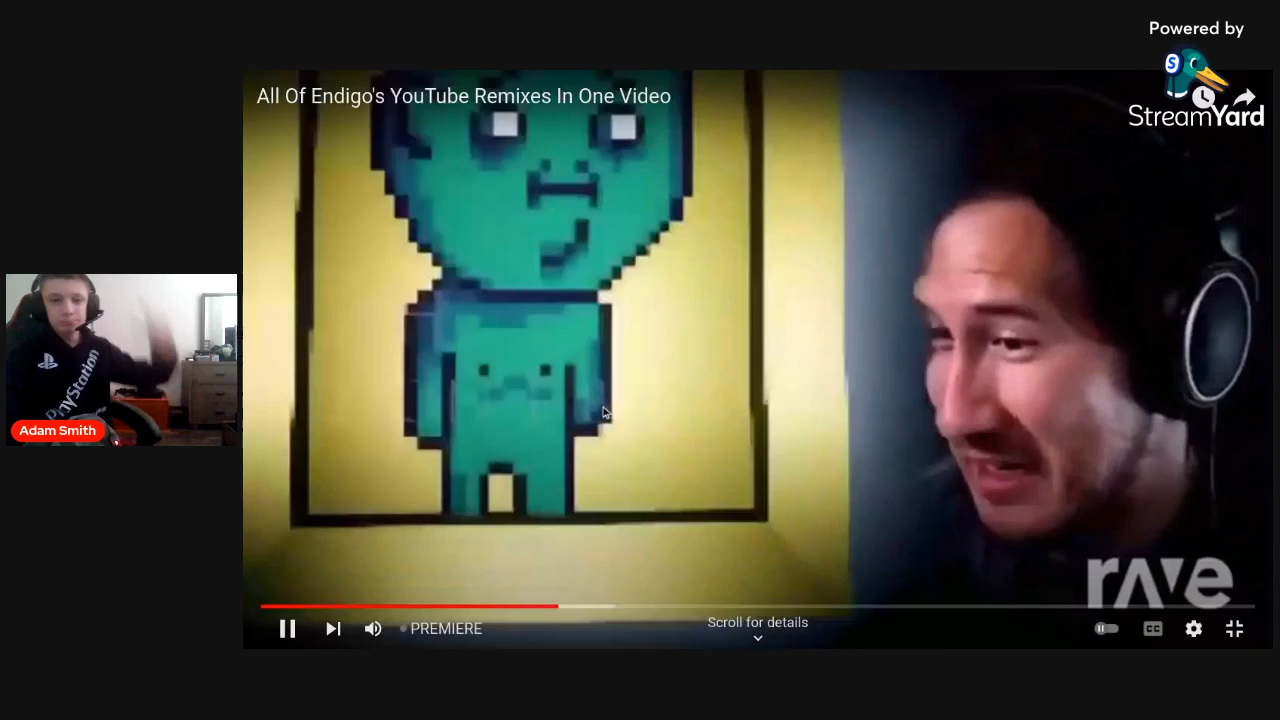 Powered by
S
StreamYard
All Of Endigo's YouTube Remixes In One Video
PlayStation
Adam Smith
rave
PREMIERE
Scroll for details
CC